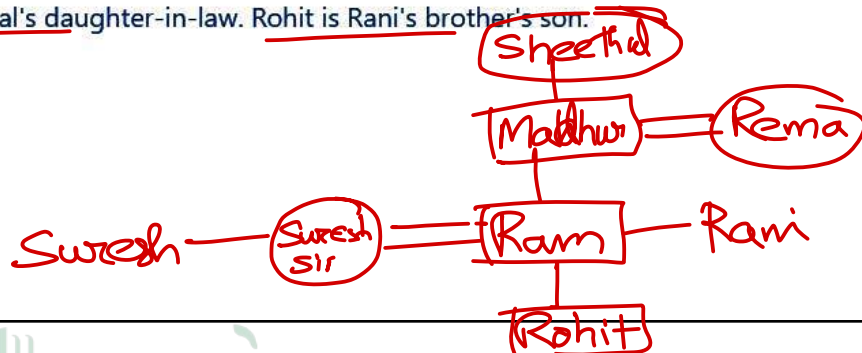 al's daughter-in-law. Rohit is Rani's brother's son.
Sheethal
Madhur Rema
Suresh Suresh Ram Rani
sir
Rohit